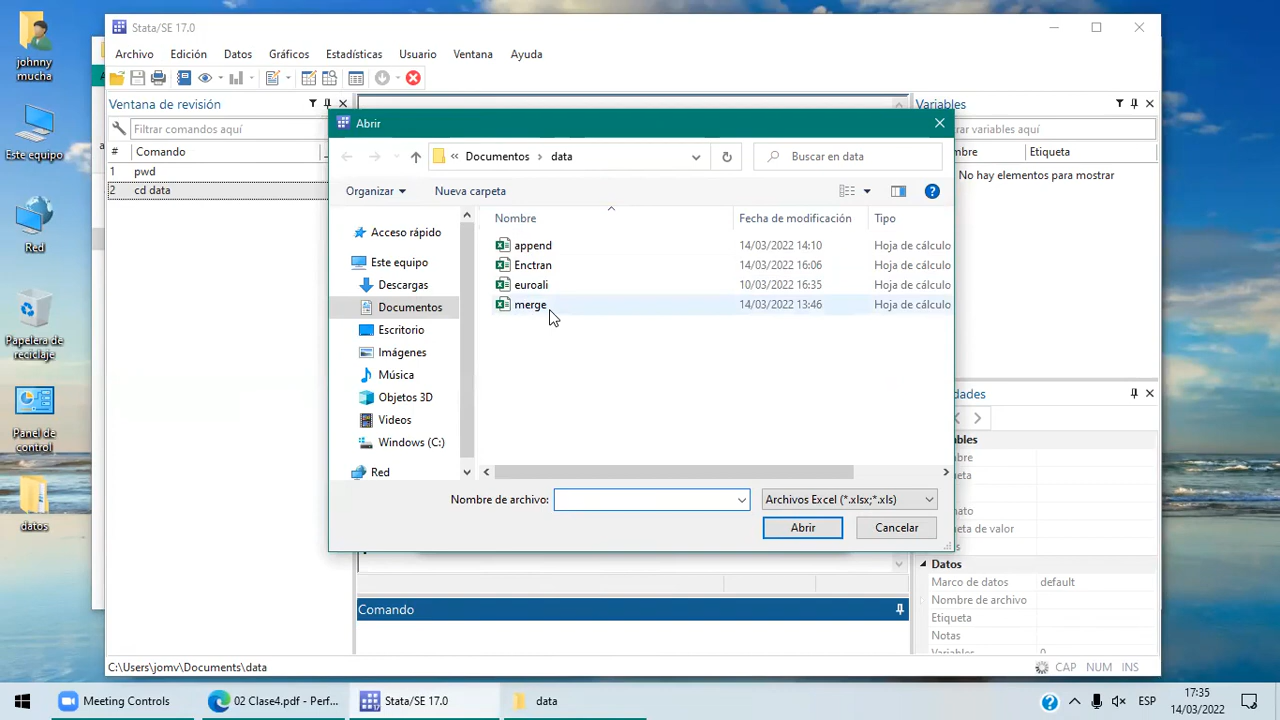 johnny
mucha
Este equipo
Red
Papelera de
reciclaje
Panel de
control
datos
Stata/SE 17.0
Archivo Edición Datos Gráficos Estadísticas Usuario Ventana Ayuda
Ventana de revisión
Filtrar comandos aquí
# Comando
1 pwd
2 cd data
Abrir
Documentos › data
Buscar en data
Organizar Nueva carpeta
Acceso rápido
Este equipo
Descargas
Documentos
Escritorio
Imágenes
Música
Objetos 3D
Videos
Windows (C:)
Red
Nombre Fecha de modificación Tipo
append 14/03/2022 14:10 Hoja de cálculo
Enctran 14/03/2022 16:06 Hoja de cálculo
euroali 10/03/2022 16:35 Hoja de cálculo
merge 14/03/2022 13:46 Hoja de cálculo
Nombre de archivo: Archivos Excel (*.xlsx;*.xls)
Abrir Cancelar
Variables
variables aquí
Etiqueta
No hay elementos para mostrar
Datos
Marco de datos default
Nombre de archivo
Etiqueta
Notas
Variables 0
Comando
C:\Users\jomv\Documents\data
CAP NUM INS
Meeting Controls
02 Clase4.pdf - Perf...
Stata/SE 17.0
data
ESP
17:35
14/03/2022